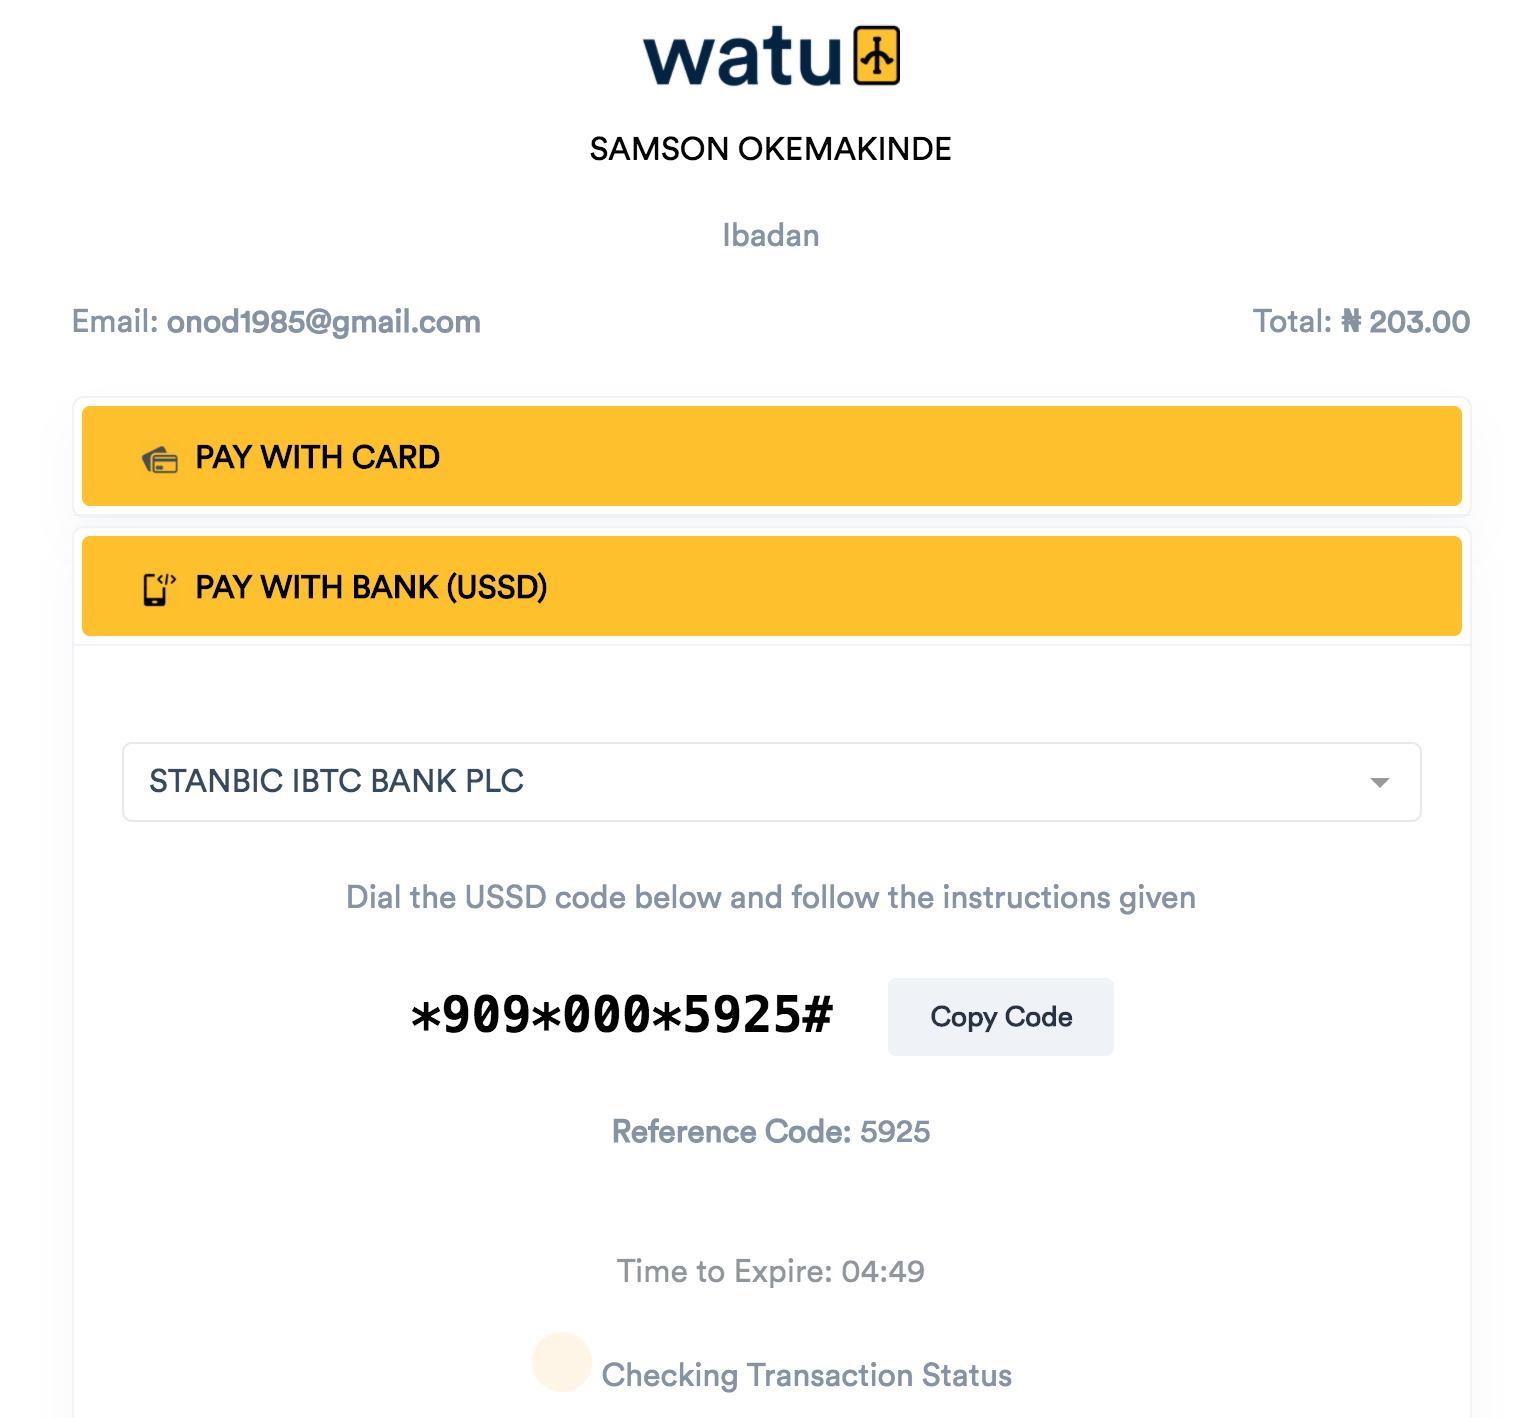 watu
SAMSON OKEMAKINDE
Ibadan
Email: onod1985@gmail.com
Total: ₦ 203.00
PAY WITH CARD
PAY WITH BANK (USSD)
STANBIC IBTC BANK PLC
Dial the USSD code below and follow the instructions given
*909*000*5925#
Copy Code
Reference Code: 5925
Time to Expire: 04:49
Checking Transaction Status